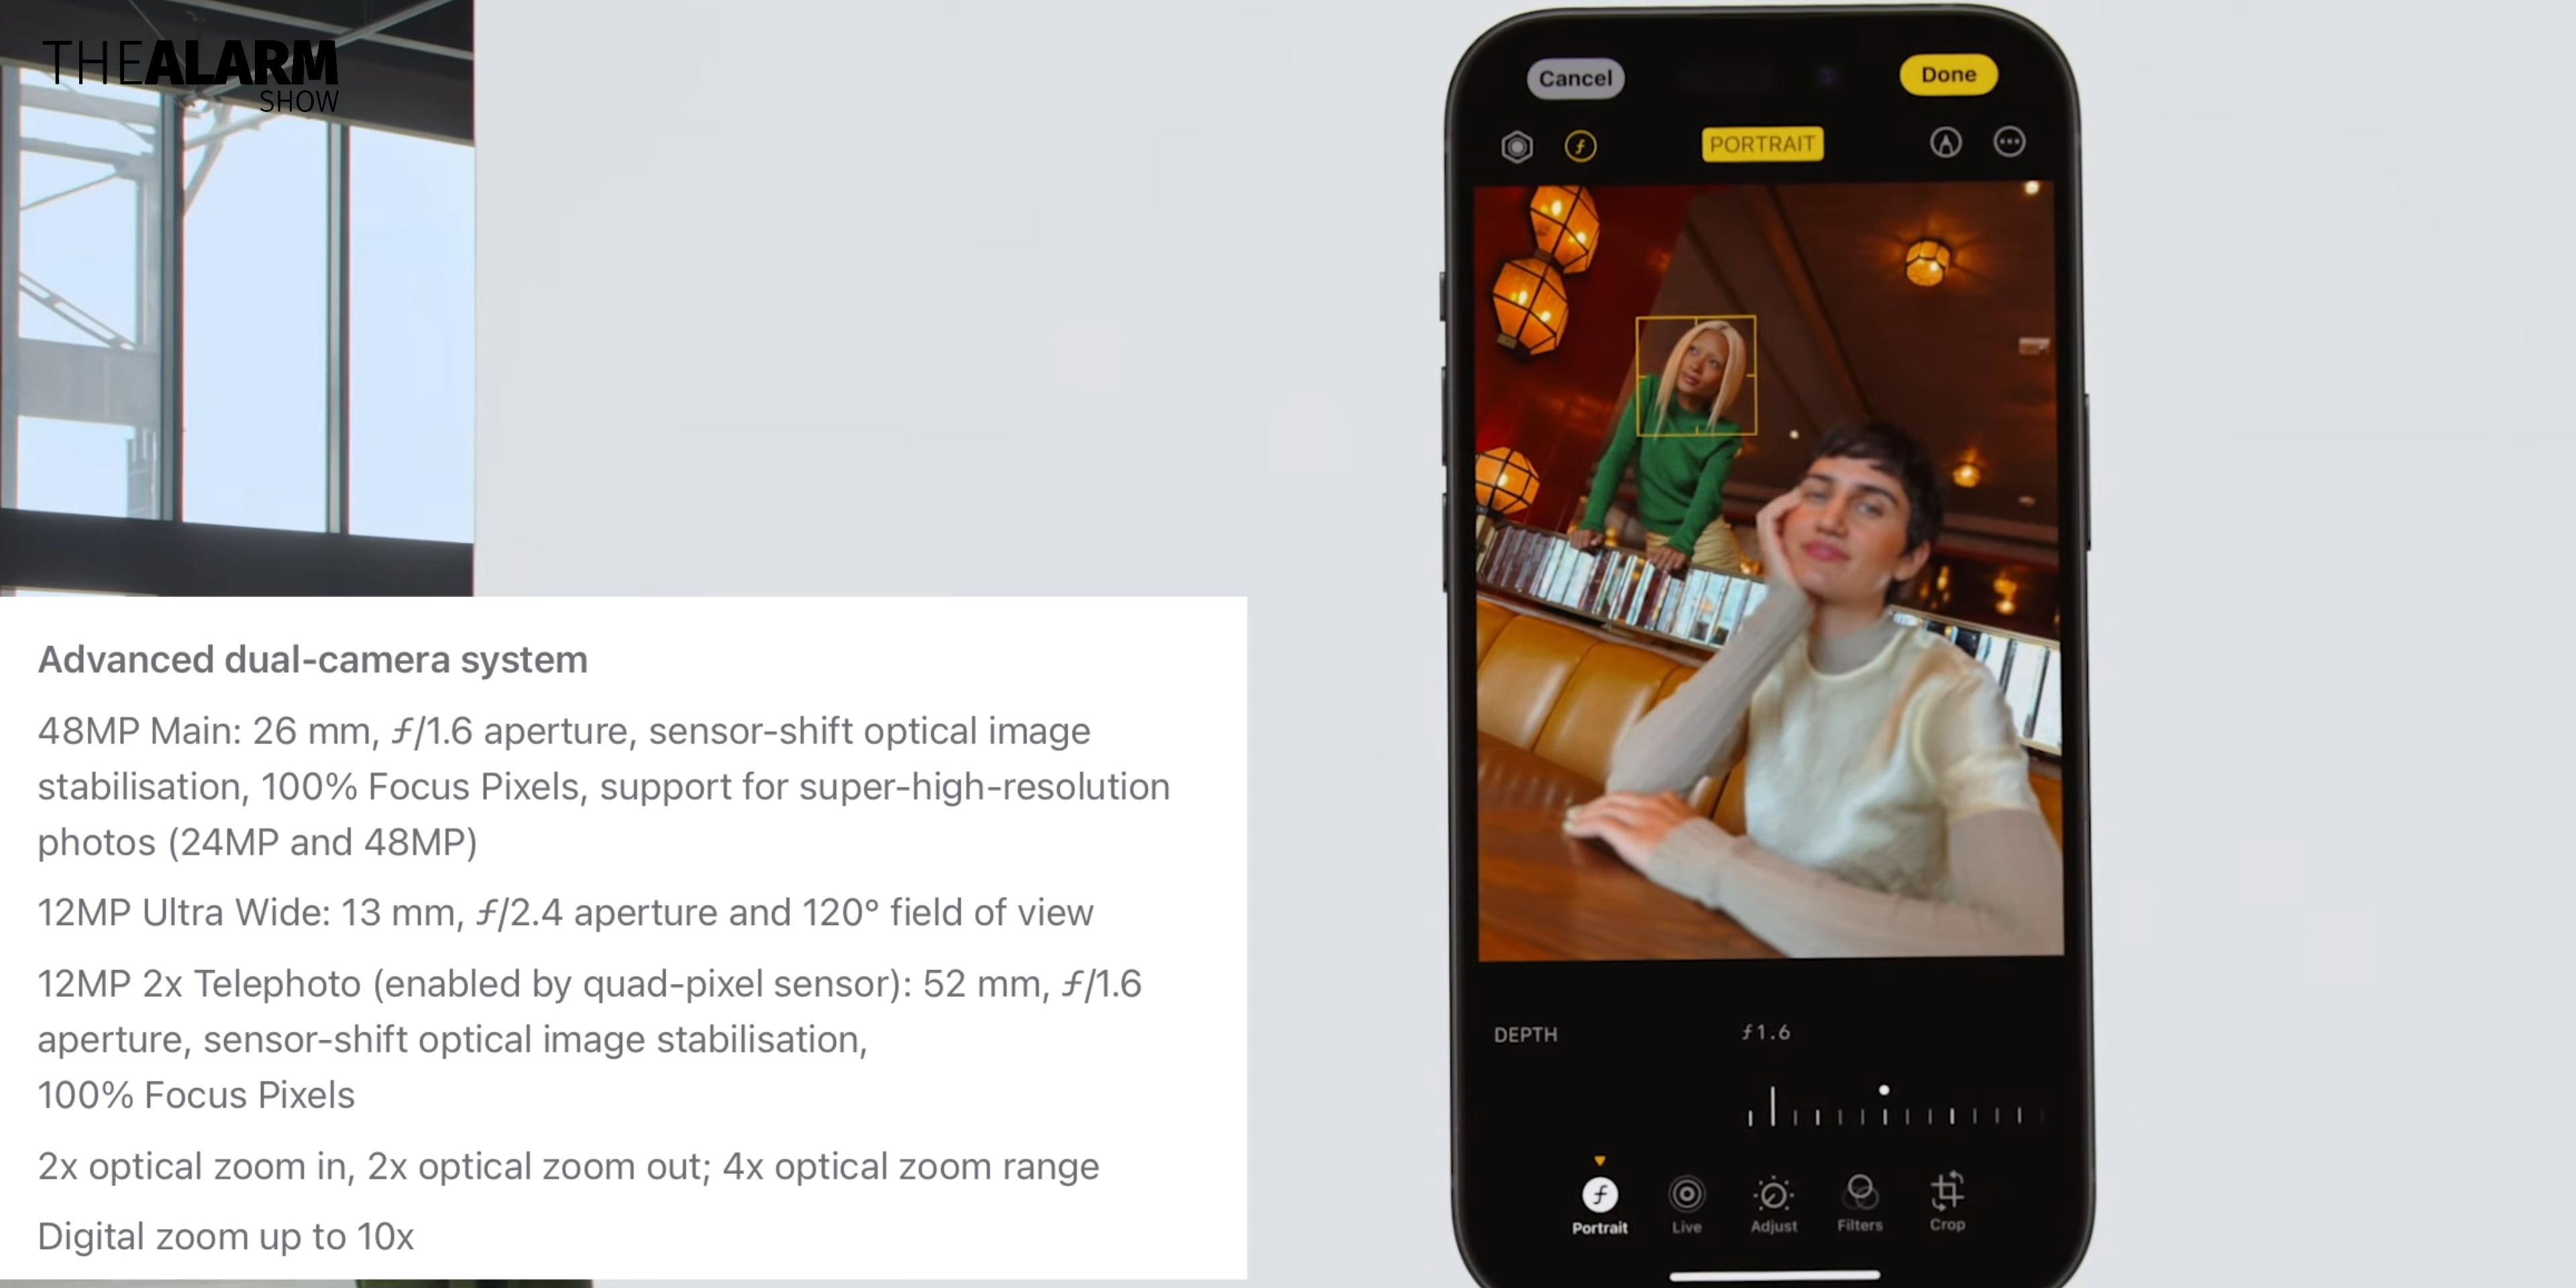 THE ALARM
SHOW
Cancel
Done
PORTRAIT
Advanced dual-camera system
48MP Main: 26 mm, ƒ/1.6 aperture, sensor-shift optical image
stabilisation, 100% Focus Pixels, support for super-high-resolution
photos (24MP and 48MP)
12MP Ultra Wide: 13 mm, ƒ/2.4 aperture and 120° field of view
12MP 2x Telephoto (enabled by quad-pixel sensor): 52 mm, ƒ/1.6
aperture, sensor-shift optical image stabilisation,
100% Focus Pixels
2x optical zoom in, 2x optical zoom out; 4x optical zoom range
Digital zoom up to 10x
DEPTH
ƒ1.6
Portrait
Live
Adjust
Filters
Crop